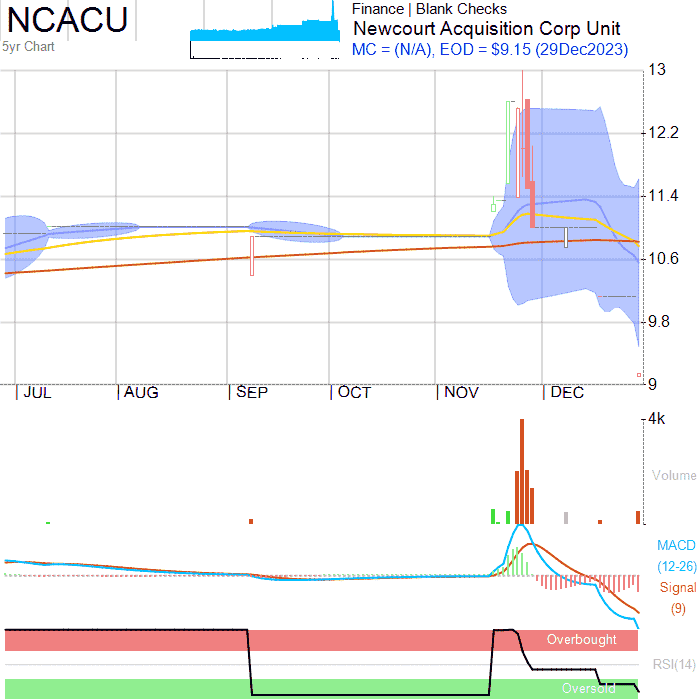 NCACU
5yr Chart
Finance | Blank Checks
Newcourt Acquisition Corp Unit
MC = (N/A), EOD = $9.15 (29Dec2023)
13
12.2
11.4
10.6
9.8
9
JUL AUG SEP OCT NOV DEC
4k
Volume
MACD
(12-26)
Signal
(9)
Overbought
RSI(14)
Oversold